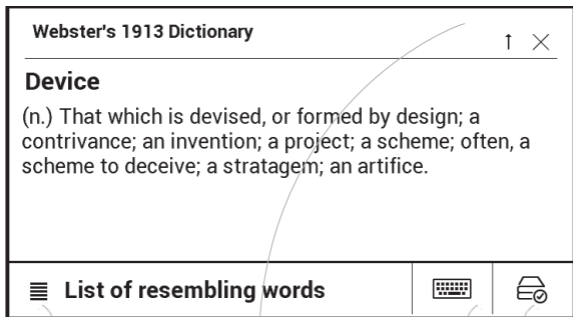 Webster's 1913 Dictionary
Device
(n.) That which is devised, or formed by design; a
contrivance; an invention; a project; a scheme; often, a
scheme to deceive; a stratagem; an artifice.
List of resembling words